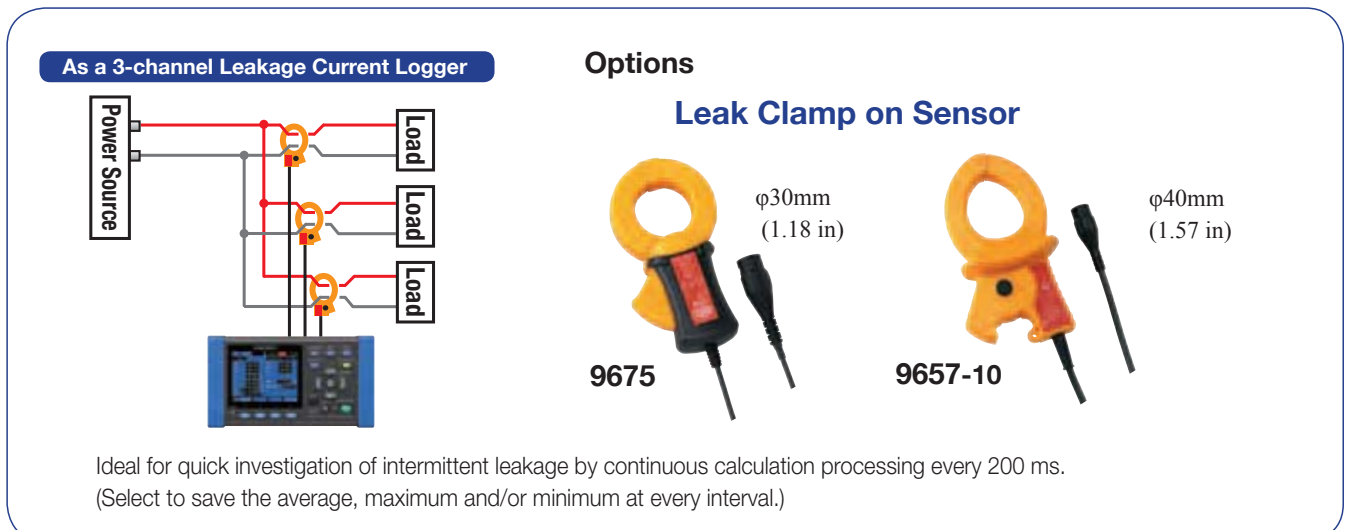 As a 3-channel Leakage Current Logger
Power Source
Load
Load
Load
Options
Leak Clamp on Sensor
φ30mm
(1.18 in)
9675
φ40mm
(1.57 in)
9657-10
Ideal for quick investigation of intermittent leakage by continuous calculation processing every 200 ms.
(Select to save the average, maximum and/or minimum at every interval.)